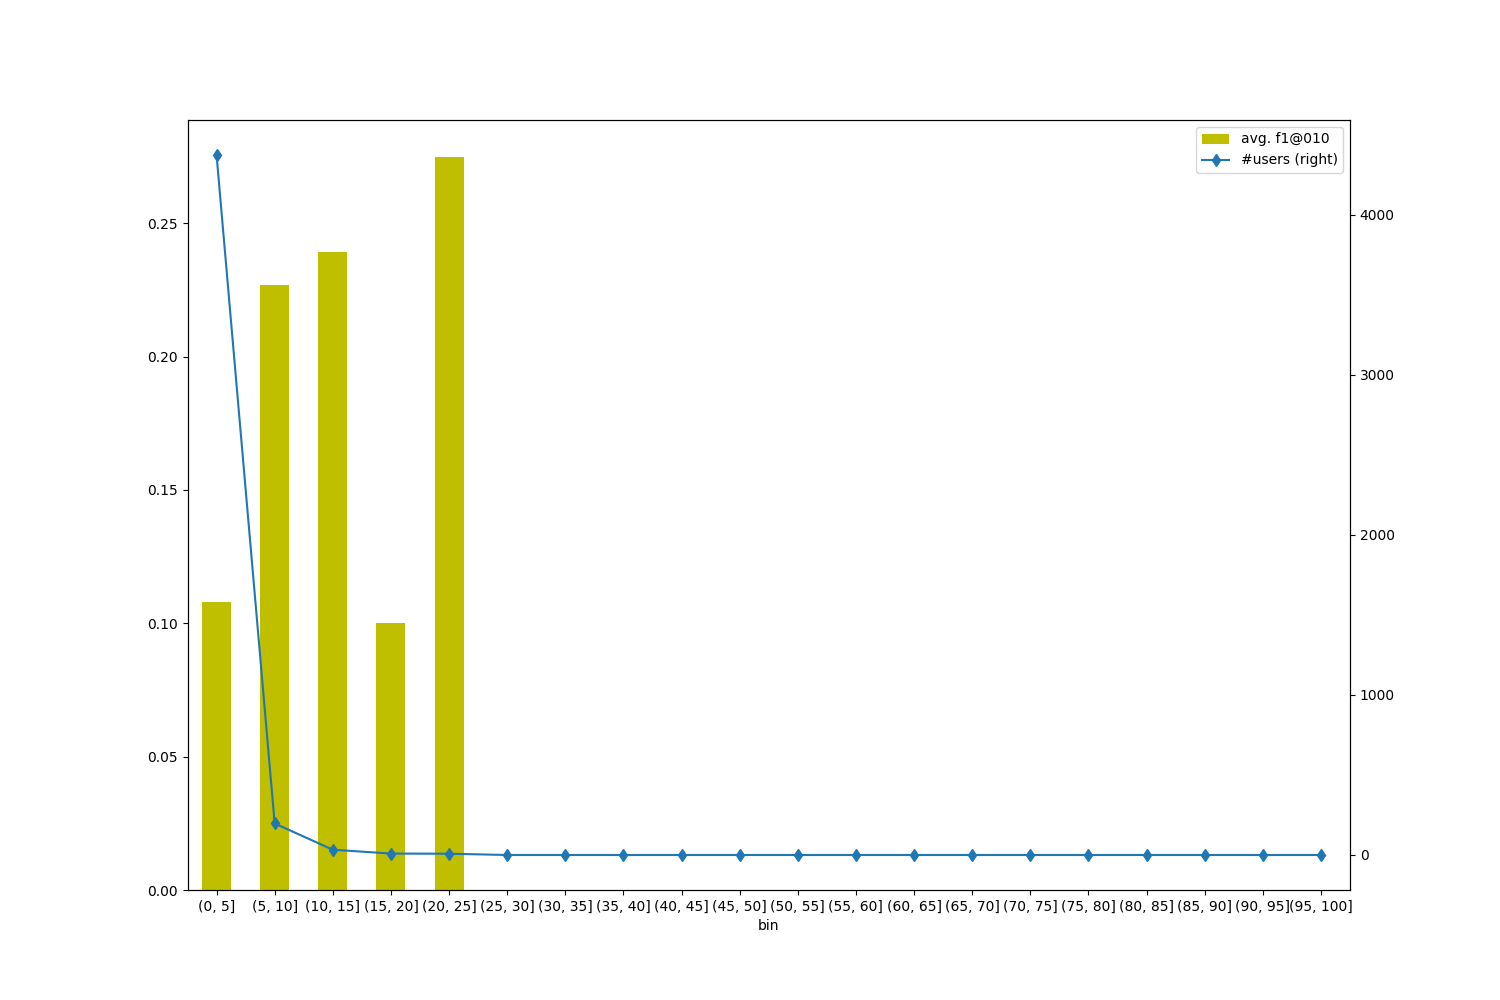 avg. f1@010
#users (right)
0.25
0.20
0.15
0.10
0.05
0.00
4000
3000
2000
1000
0
(0, 5] (5, 10] (10, 15] (15, 20] (20, 25] (25, 30] (30, 35] (35, 40] (40, 45] (45, 50] (50, 55] (55, 60] (60, 65] (65, 70] (70, 75] (75, 80] (80, 85] (85, 90] (90, 95] (95, 100]
bin